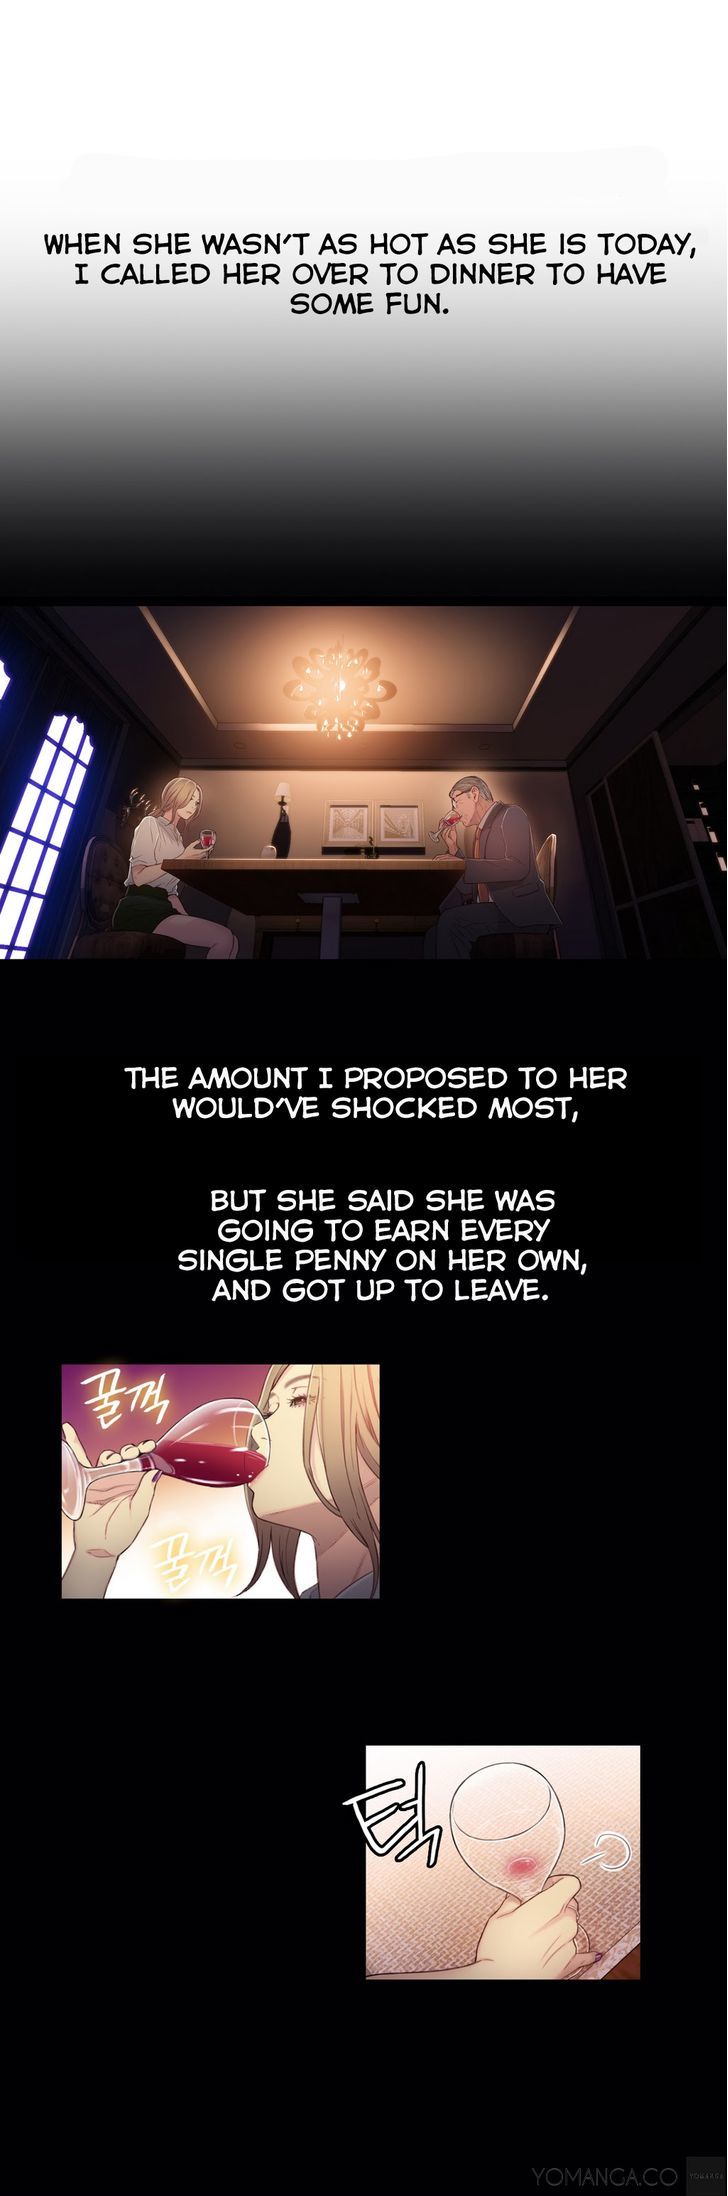 WHEN SHE WASN'T AS HOT AS SHE IS TODAY,
I CALLED HER OVER TO DINNER TO HAVE
SOME FUN.
THE AMOUNT I PROPOSED TO HER
WOULD'VE SHOCKED MOST,
BUT SHE SAID SHE WAS
GOING TO EARN EVERY
SINGLE PENNY ON HER OWN,
AND GOT UP TO LEAVE.
꿀꺽
꿀꺽
턱
YOMANGA.CO
YOMANGA